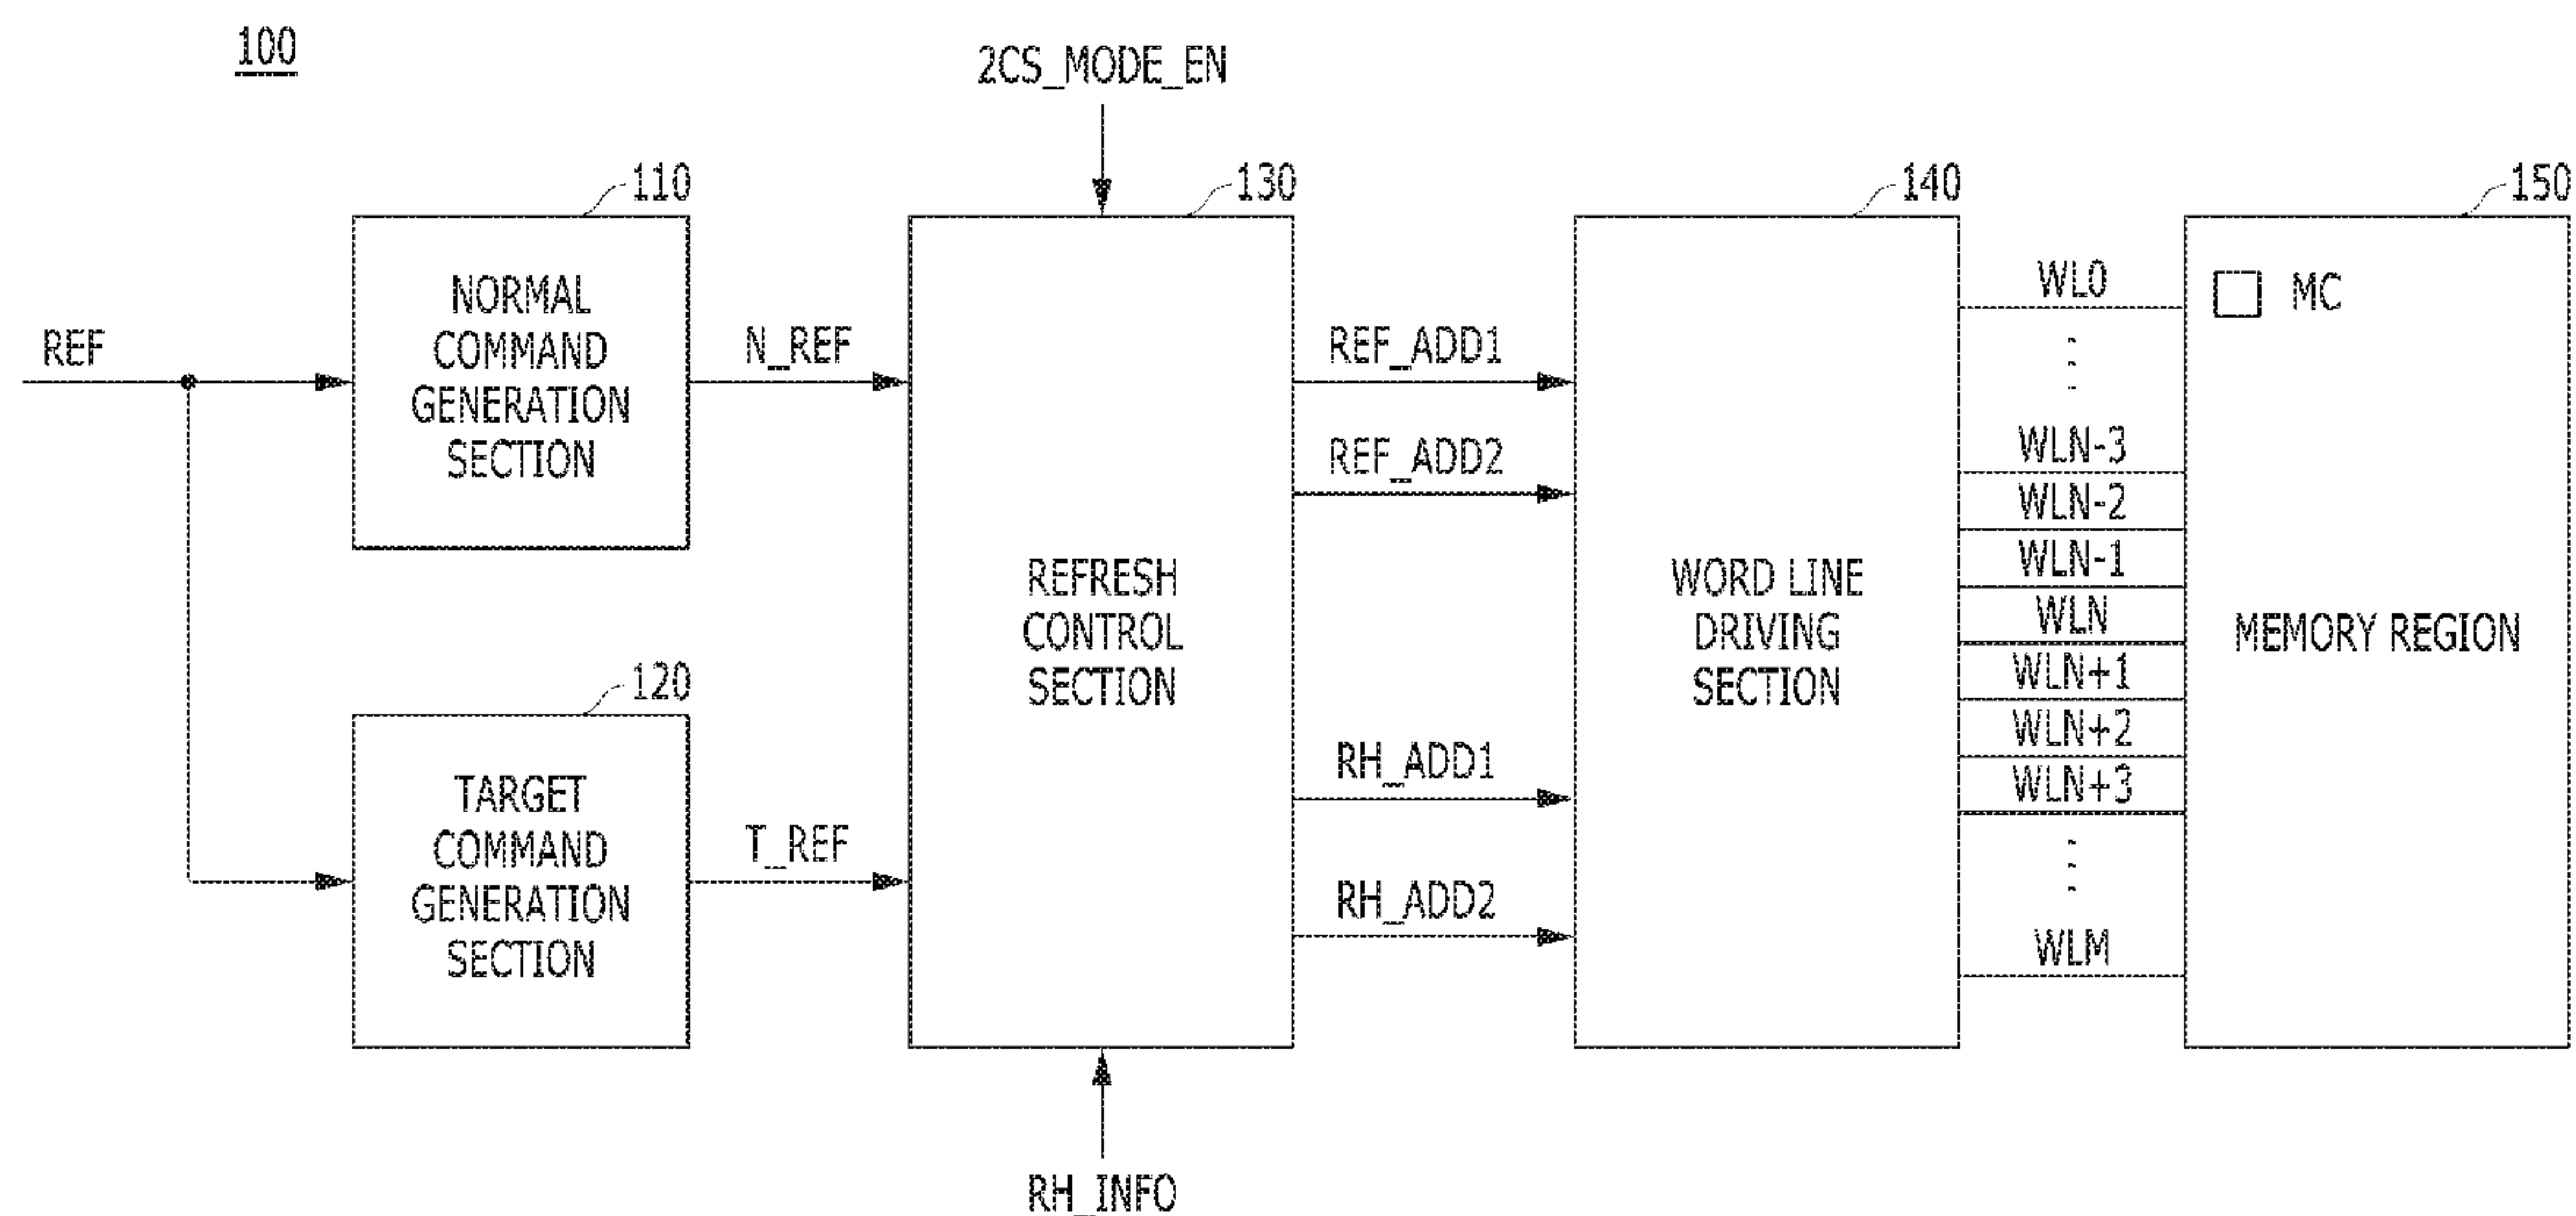 100
2CS_MODE_EN
110
130
140
150
NORMAL
COMMAND
GENERATION
SECTION
REF
N_REF
REF_ADD1
REF_ADD2
REFRESH
CONTROL
SECTION
WORD LINE
DRIVING
SECTION
WL0
WLN-3
WLN-2
WLN-1
WLN
WLN+1
WLN+2
WLN+3
WLM
MC
MEMORY REGION
120
TARGET
COMMAND
GENERATION
SECTION
T_REF
RH_ADD1
RH_ADD2
RH_INFO